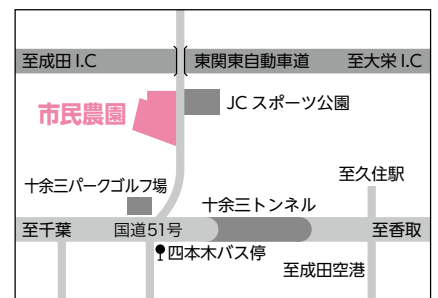 至成田 I.C
東関東自動車道
至大栄 I.C
市民農園
JC スポーツ公園
至久住駅
十余三パークゴルフ場
十余三トンネル
至千葉
国道51号
至香取
四本木バス停
至成田空港